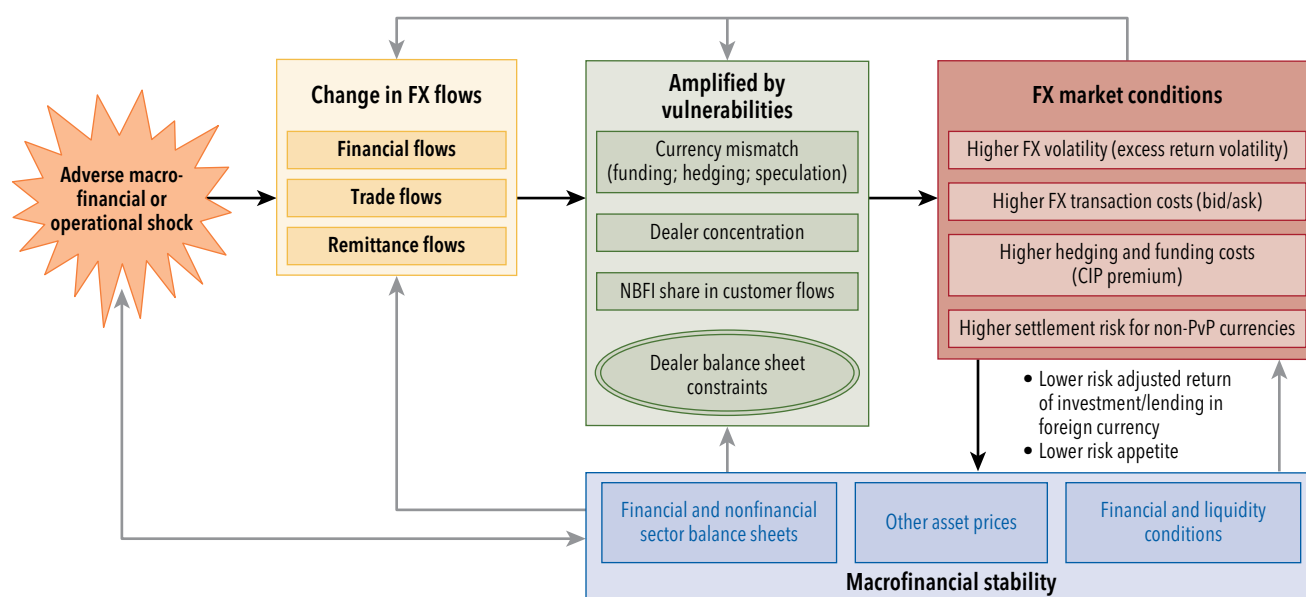 Adverse macro-
financial or
operational shock
Change in FX flows
Financial flows
Trade flows
Remittance flows
Amplified by
vulnerabilities
Currency mismatch
(funding; hedging; speculation)
Dealer concentration
NBFI share in customer flows
Dealer balance sheet
constraints
FX market conditions
Higher FX volatility (excess return volatility)
Higher FX transaction costs (bid/ask)
Higher hedging and funding costs
(CIP premium)
Higher settlement risk for non-PvP currencies
• Lower risk adjusted return
of investment/lending in
foreign currency
• Lower risk appetite
Financial and nonfinancial
sector balance sheets
Other asset prices
Financial and liquidity
conditions
Macrofinancial stability